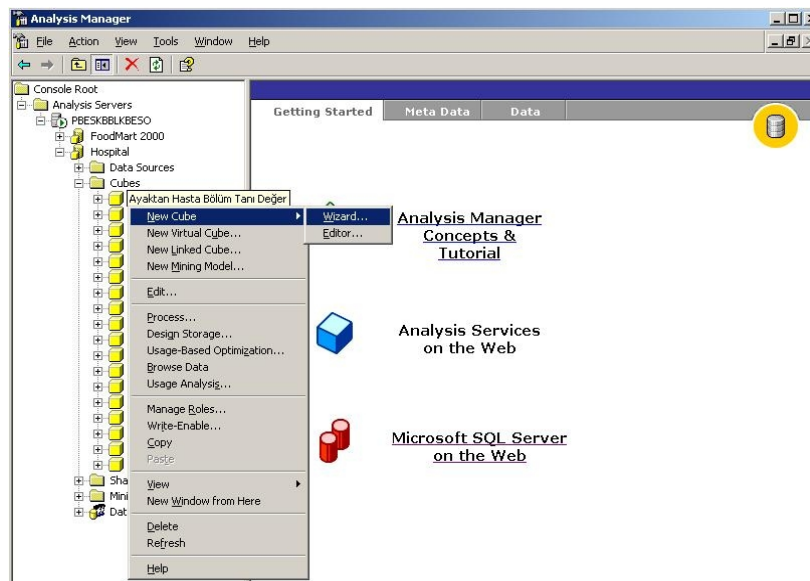 Analysis Manager
File Action View Tools Window Help
Console Root
Analysis Servers
PBESKBBLKBESO
FoodMart 2000
Hospital
Data Sources
Cubes
Ayaktan Hasta Bölüm Tanı Değer
New Cube
New Virtual Cube...
New Linked Cube...
New Mining Model...
Edit...
Process...
Design Storage...
Usage-Based Optimization...
Browse Data
Usage Analysis...
Manage Roles...
Write-Enable...
Copy
Paste
View
New Window from Here
Delete
Refresh
Help
Wizard...
Editor...
Sha
Mini
Dat
Getting Started Meta Data Data
Analysis Manager
Concepts &
Tutorial
Analysis Services
on the Web
Microsoft SQL Server
on the Web